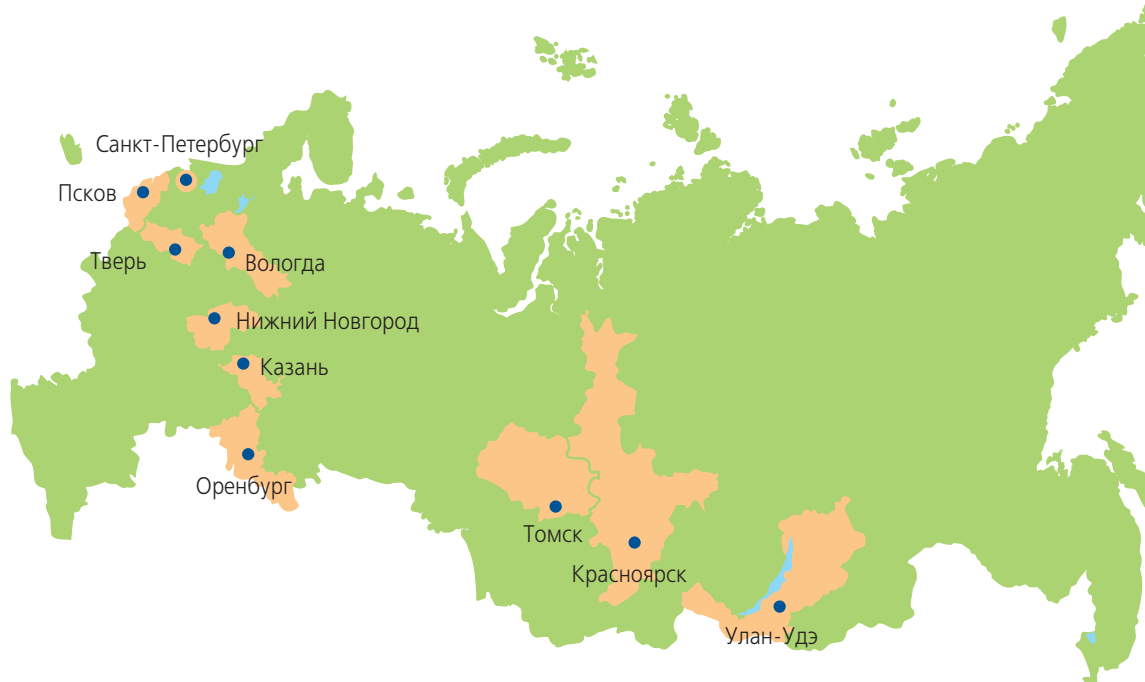 Санкт-Петербург
Псков
Тверь
Вологда
Нижний Новгород
Казань
Оренбург
Томск
Красноярск
Улан-Удэ